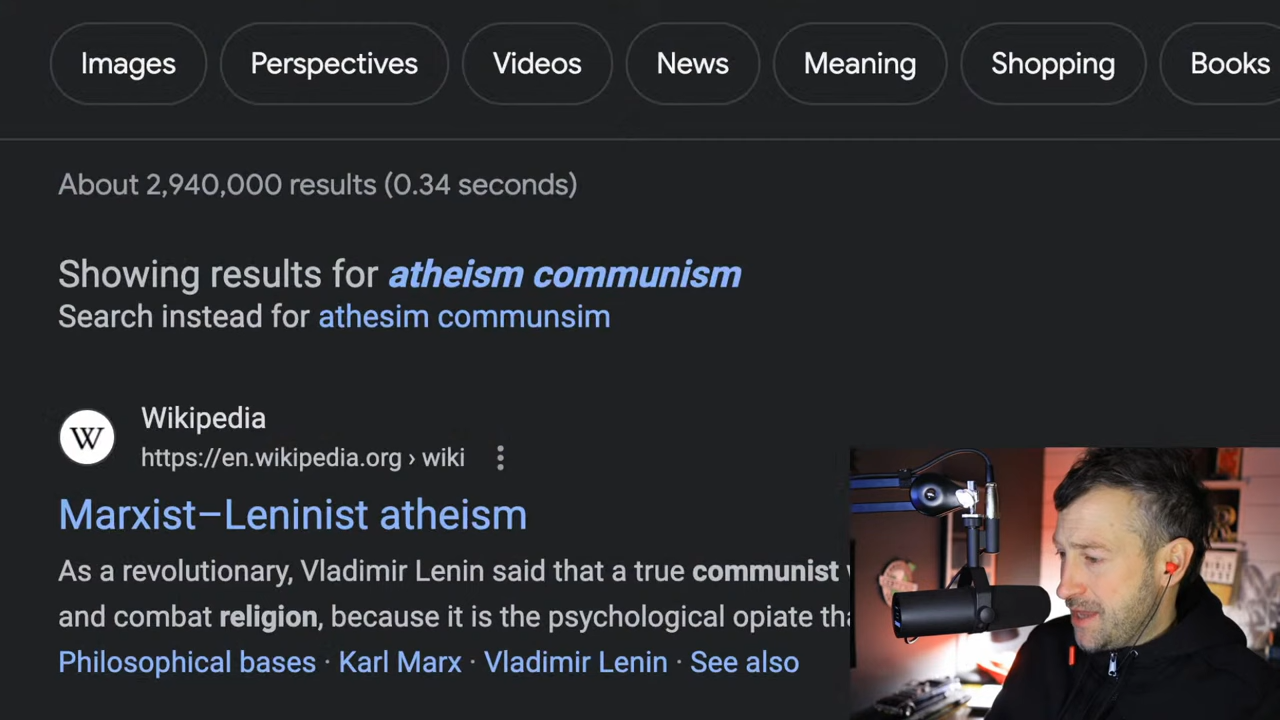 Images Perspectives Videos News Meaning Shopping Books
About 2,940,000 results (0.34 seconds)
Showing results for atheism communism
Search instead for athesim communsim
W
Wikipedia
https://en.wikipedia.org › wiki
Marxist–Leninist atheism
As a revolutionary, Vladimir Lenin said that a true communist
and combat religion, because it is the psychological opiate
Philosophical bases · Karl Marx · Vladimir Lenin · See also